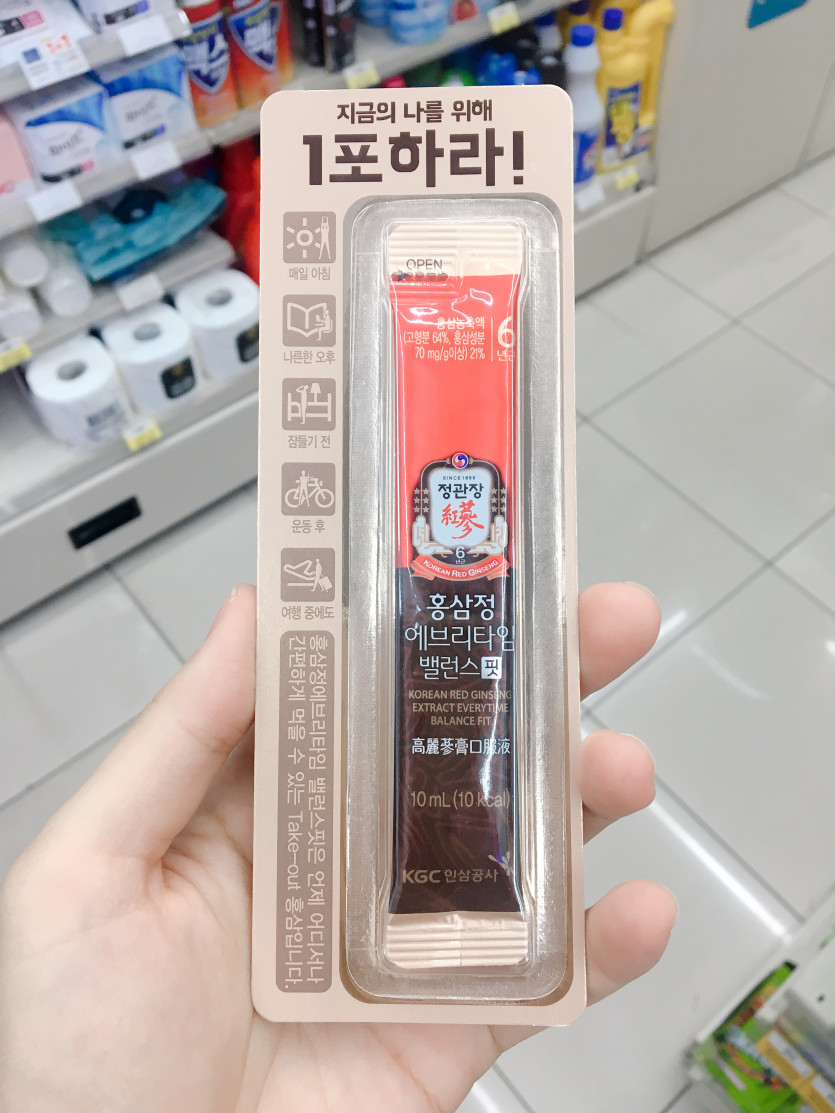 지금의 나를 위해
1포하라!
매일 아침
나른한 오후
잠들기 전
운동 후
여행 중에도
홍삼정에브리타임 밸런스핏은 언제 어디서나
간편하게 먹을 수 있는 Take-out 홍삼입니다.
OPEN
홍삼농축액
(고형분 64%, 홍삼성분
70 mg/g이상) 21%
6
년근
SINCE1899
정관장
紅蔘
6
년근
KOREAN RED GINSENG
홍삼정
에브리타임
밸런스핏
KOREAN RED GINSENG
EXTRACT EVERYTIME
BALANCE FIT
高麗蔘膏口服液
10 mL (10 kcal)
KGC 인삼공사